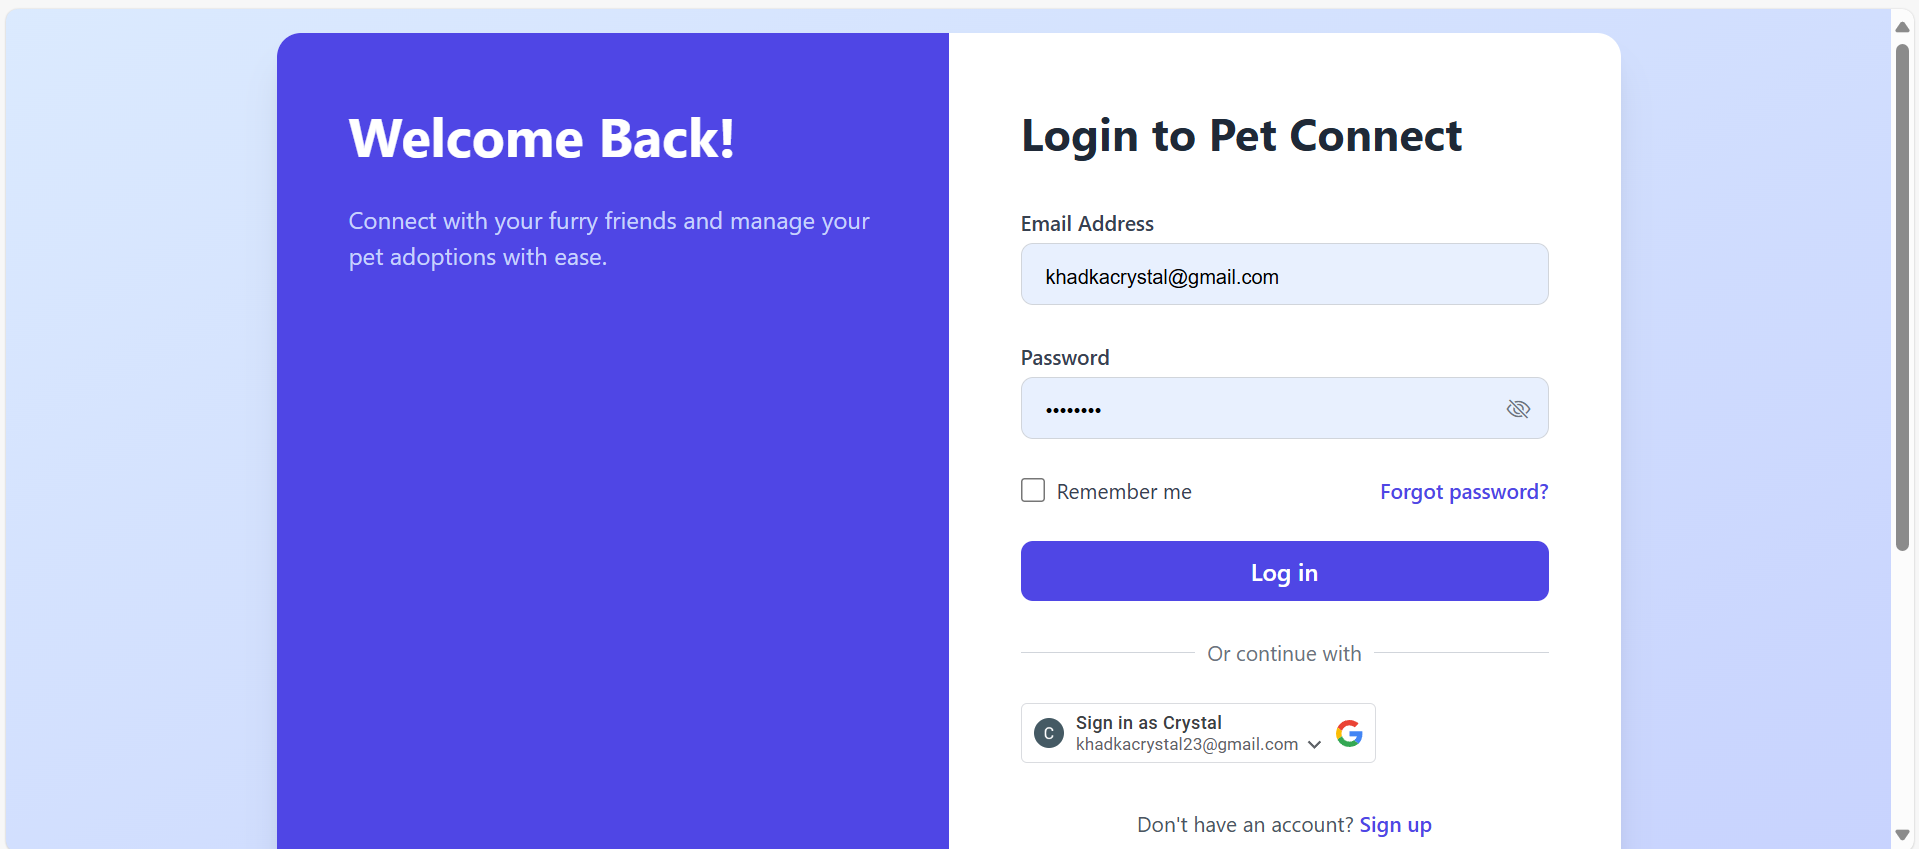 Welcome Back!
Connect with your furry friends and manage your
pet adoptions with ease.
Login to Pet Connect
Email Address
khadkacrystal@gmail.com
Password
••••••••
Remember me
Forgot password?
Log in
Or continue with
C
Sign in as Crystal
khadkacrystal23@gmail.com
Don't have an account? Sign up